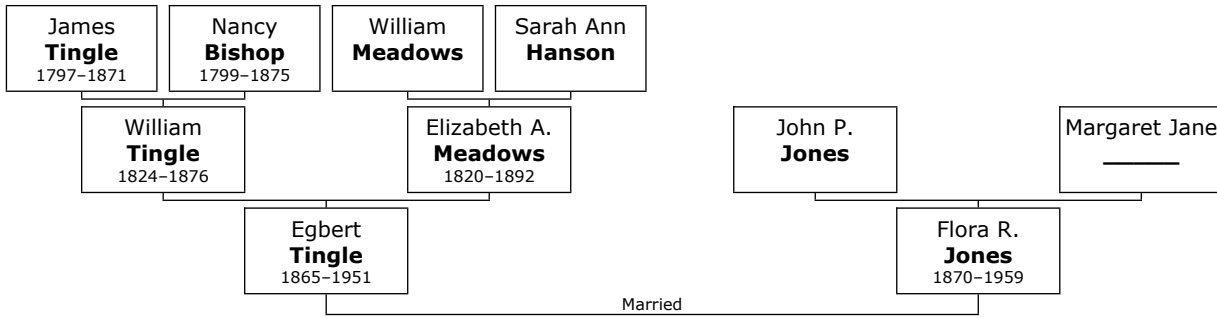 James
Tingle
1797–1871
Nancy
Bishop
1799–1875
William
Meadows
Sarah Ann
Hanson
William
Tingle
1824–1876
Elizabeth A.
Meadows
1820–1892
John P.
Jones
Margaret Jane
______
Egbert
Tingle
1865–1951
Flora R.
Jones
1870–1959
Married